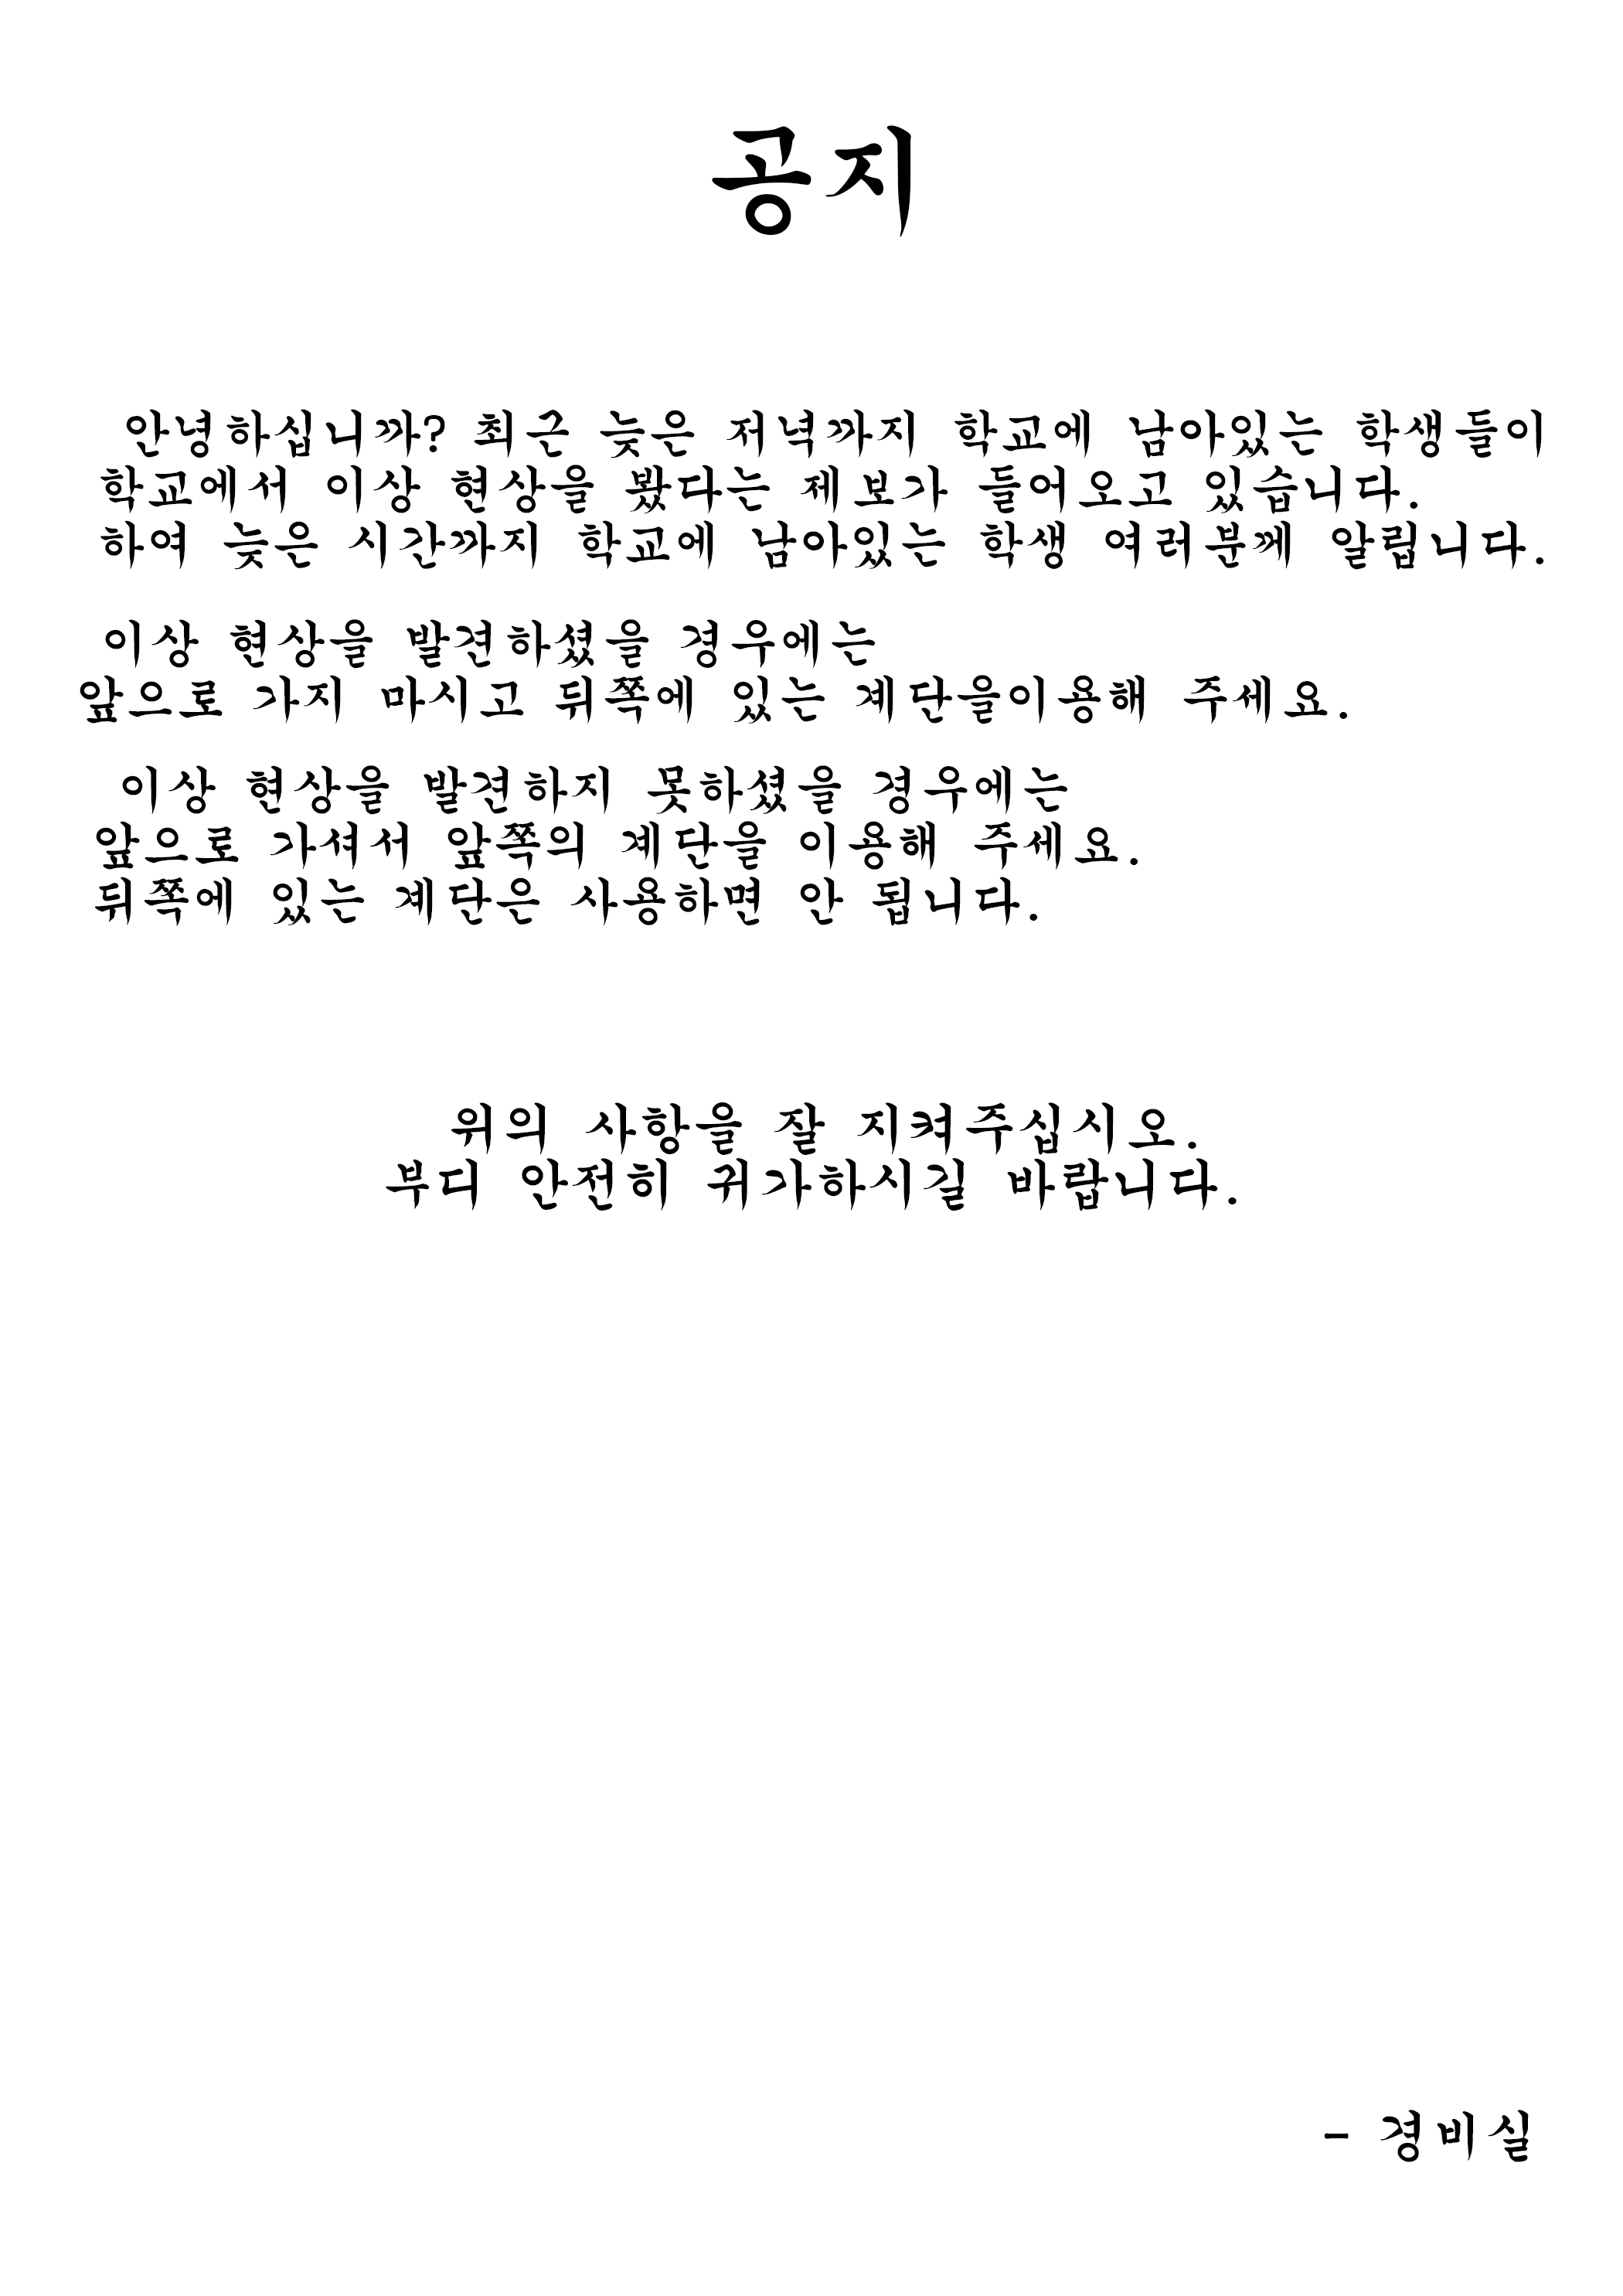 공지
안녕하십니까? 최근 늦은 저녁까지 학교에 남아있는 학생들이
학교에서 이상 현상을 봤다는 제보가 들어오고 있습니다.
하여 늦은 시간까지 학교에 남아있는 학생 여러분께 알립니다.
이상 현상을 발견하셨을 경우에는
앞으로 가지 마시고 뒤쪽에 있는 계단을이용해 주세요.
이상 현상을 발견하지 못하셨을 경우에는
앞으로 가셔서 앞쪽의 계단을 이용해 주세요.
뒤쪽에 있는 계단은 사용하면 안 됩니다.
위의 사항을 잘 지켜주십시오.
부디 안전히 귀가하시길 바랍니다.
- 경비실